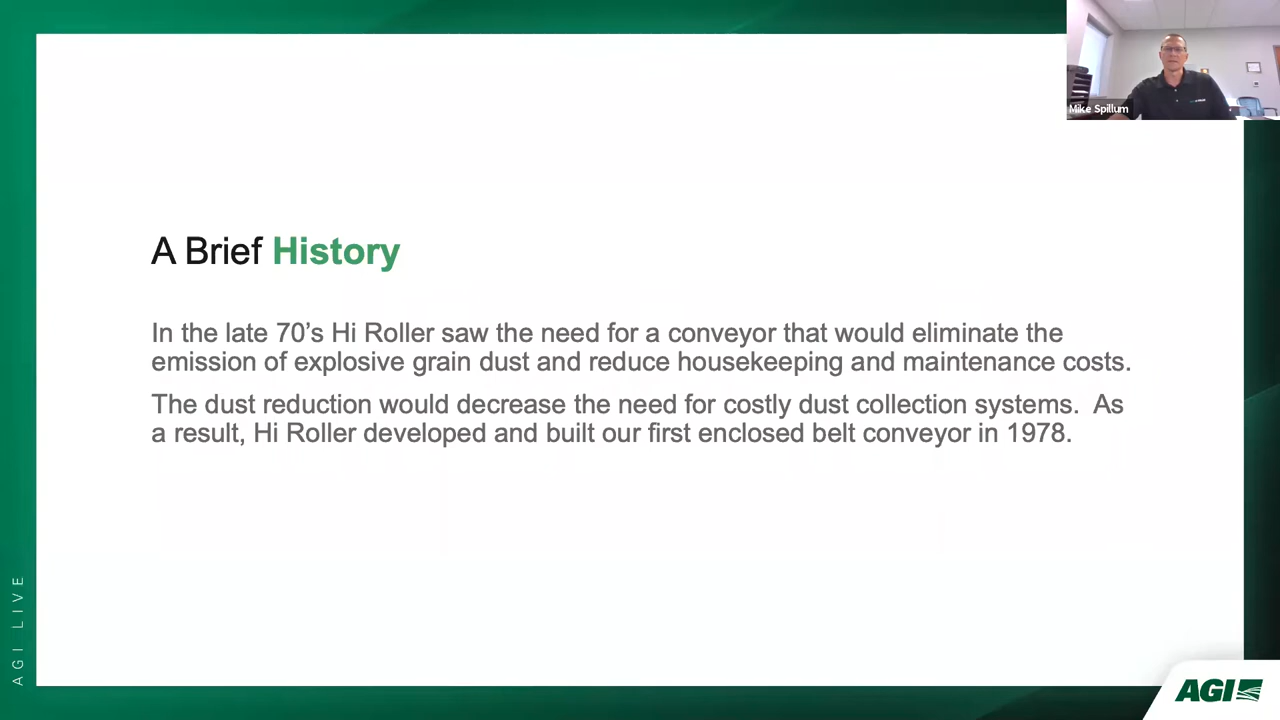 Mike Spillum
A Brief History
In the late 70’s Hi Roller saw the need for a conveyor that would eliminate the
emission of explosive grain dust and reduce housekeeping and maintenance costs.
The dust reduction would decrease the need for costly dust collection systems.  As
a result, Hi Roller developed and built our first enclosed belt conveyor in 1978.
AGI LIVE
AGI